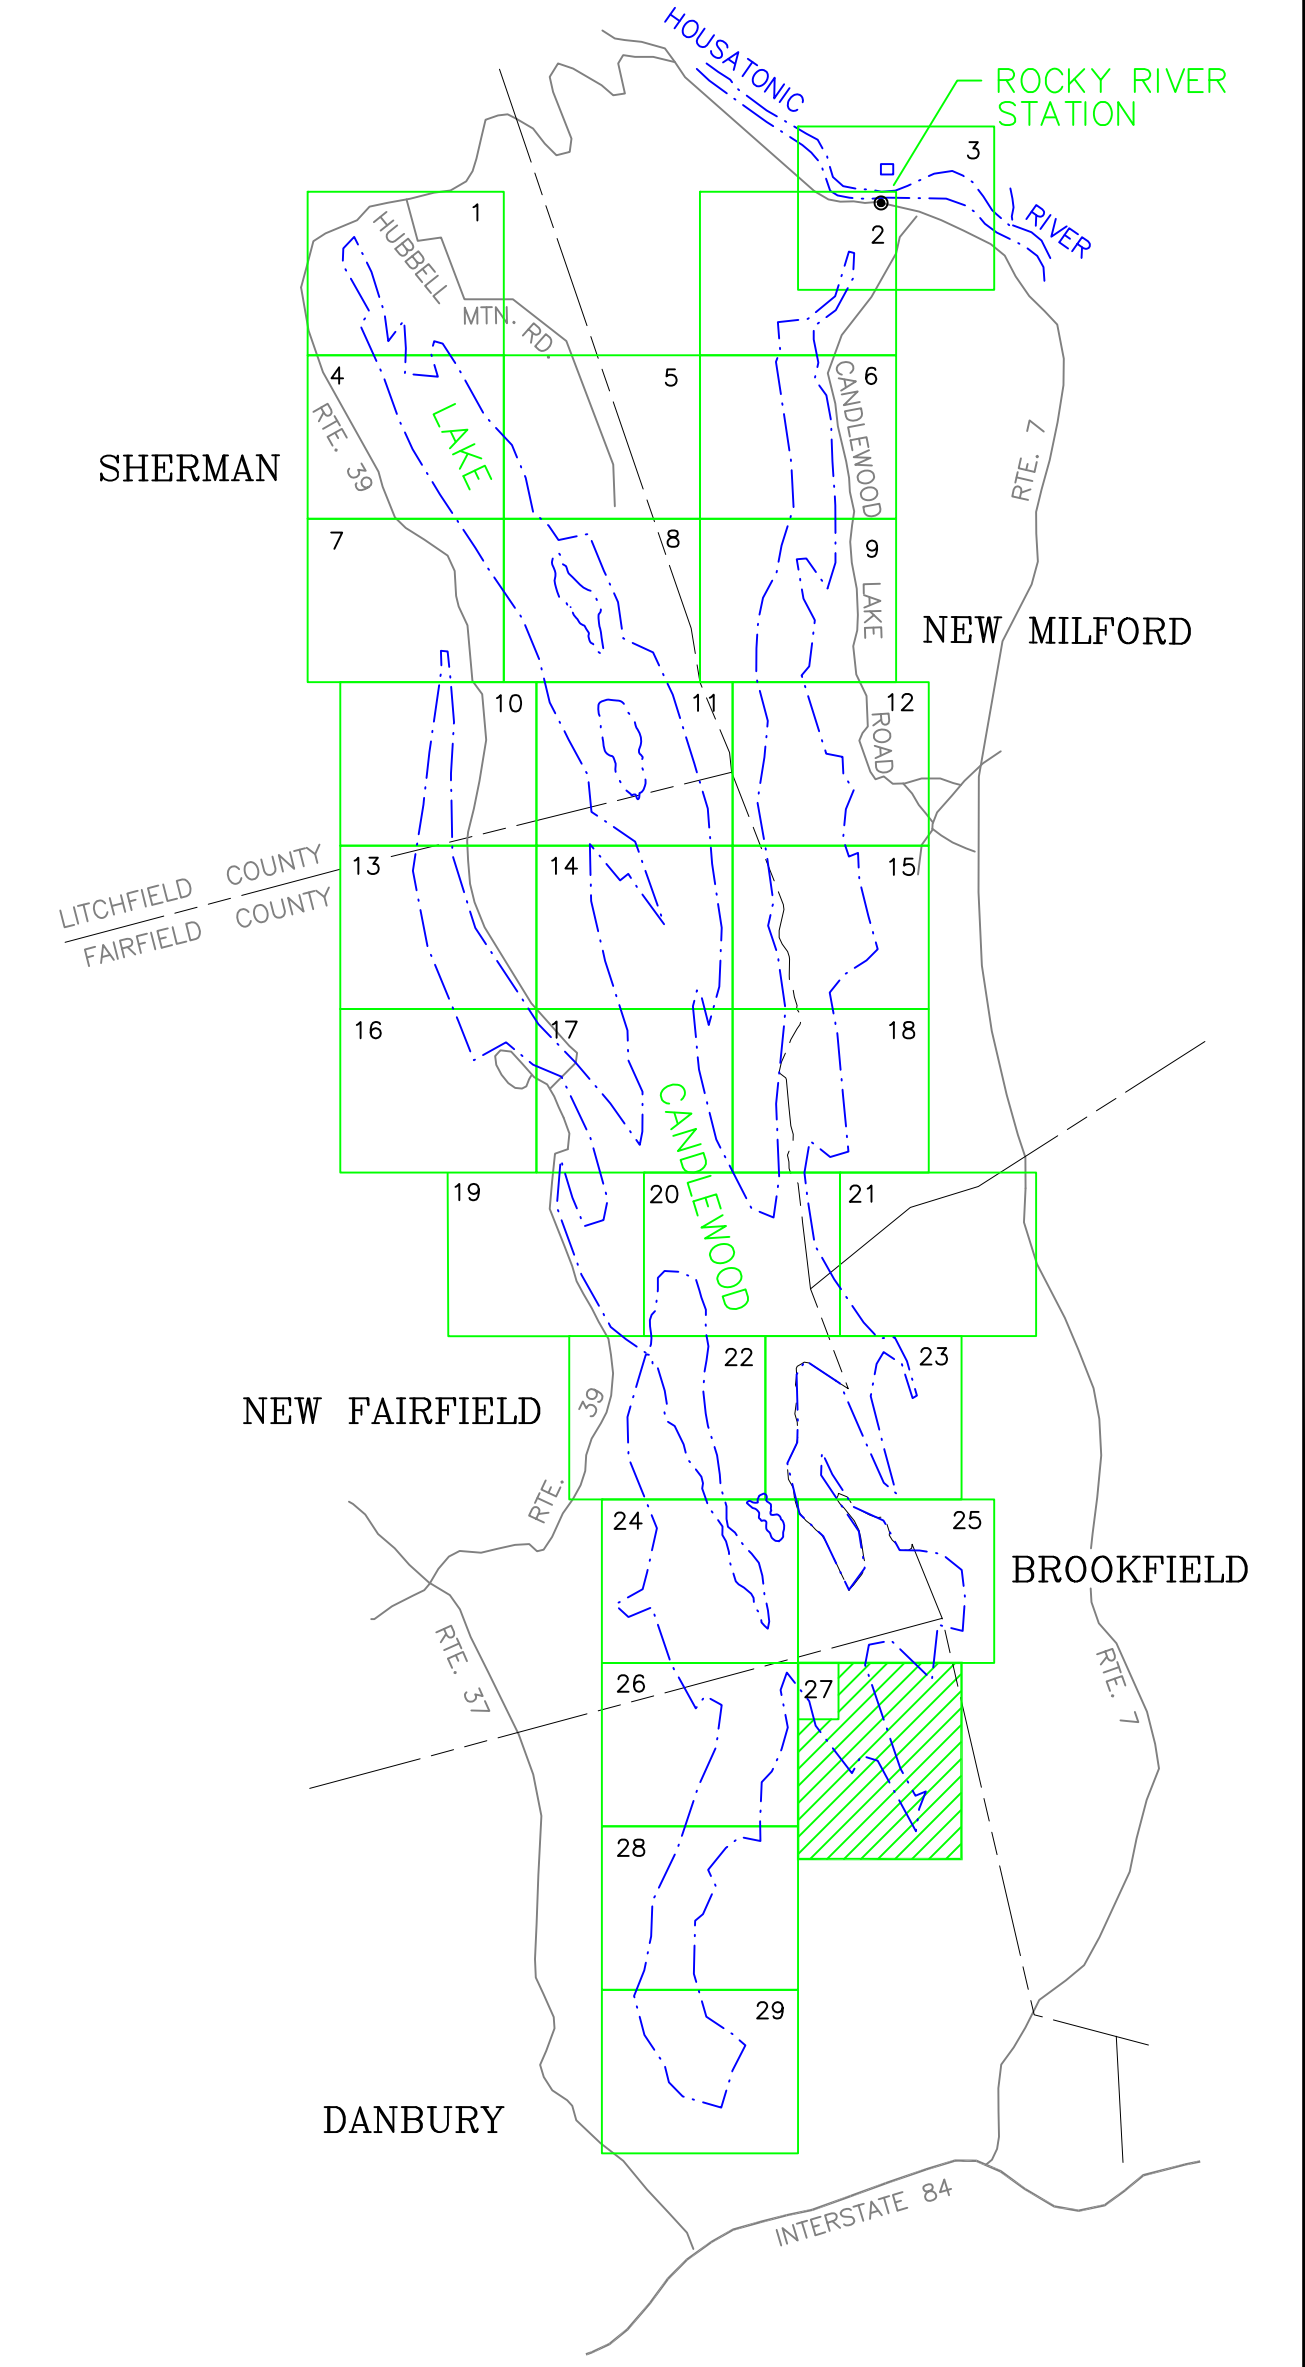 HOUSATONIC
ROCKY RIVER
STATION
3
1
2
RIVER
HUBBELL
MTN. RD.
4
5
6
CANDLEWOOD
LAKE
RTE. 39
RTE. 7
SHERMAN
7
8
9
LAKE
NEW MILFORD
10
11
12
ROAD
LITCHFIELD COUNTY
13
14
15
FAIRFIELD COUNTY
16
17
18
CANDLEWOOD
19
20
21
22
23
NEW FAIRFIELD
RTE. 39
24
25
BROOKFIELD
RTE. 37
RTE. 7
26
27
28
29
DANBURY
INTERSTATE 84